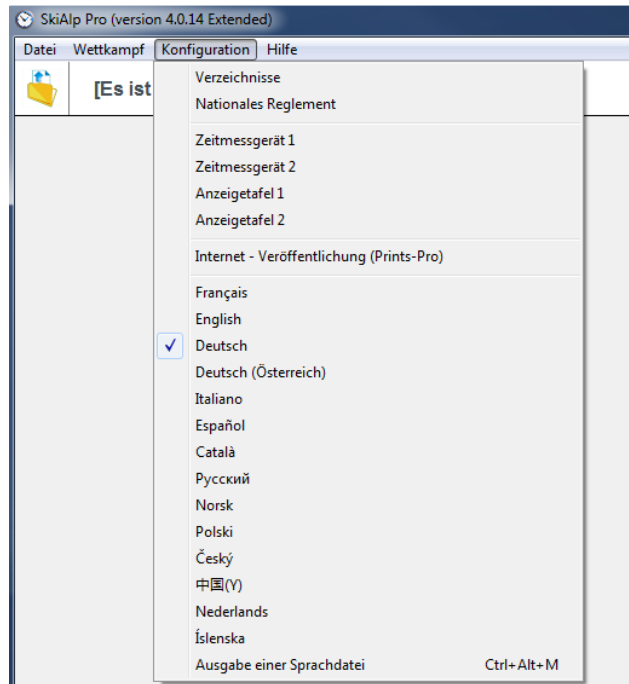 SkiAlp Pro (version 4.0.14 Extended)
Datei Wettkampf Konfiguration Hilfe
[Es ist
Verzeichnisse
Nationales Reglement
Zeitmessgerät 1
Zeitmessgerät 2
Anzeigetafel 1
Anzeigetafel 2
Internet - Veröffentlichung (Prints-Pro)
Français
English
Deutsch
Deutsch (Österreich)
Italiano
Español
Català
Русский
Norsk
Polski
Český
中国(Y)
Nederlands
Íslenska
Ausgabe einer Sprachdatei Ctrl+Alt+M